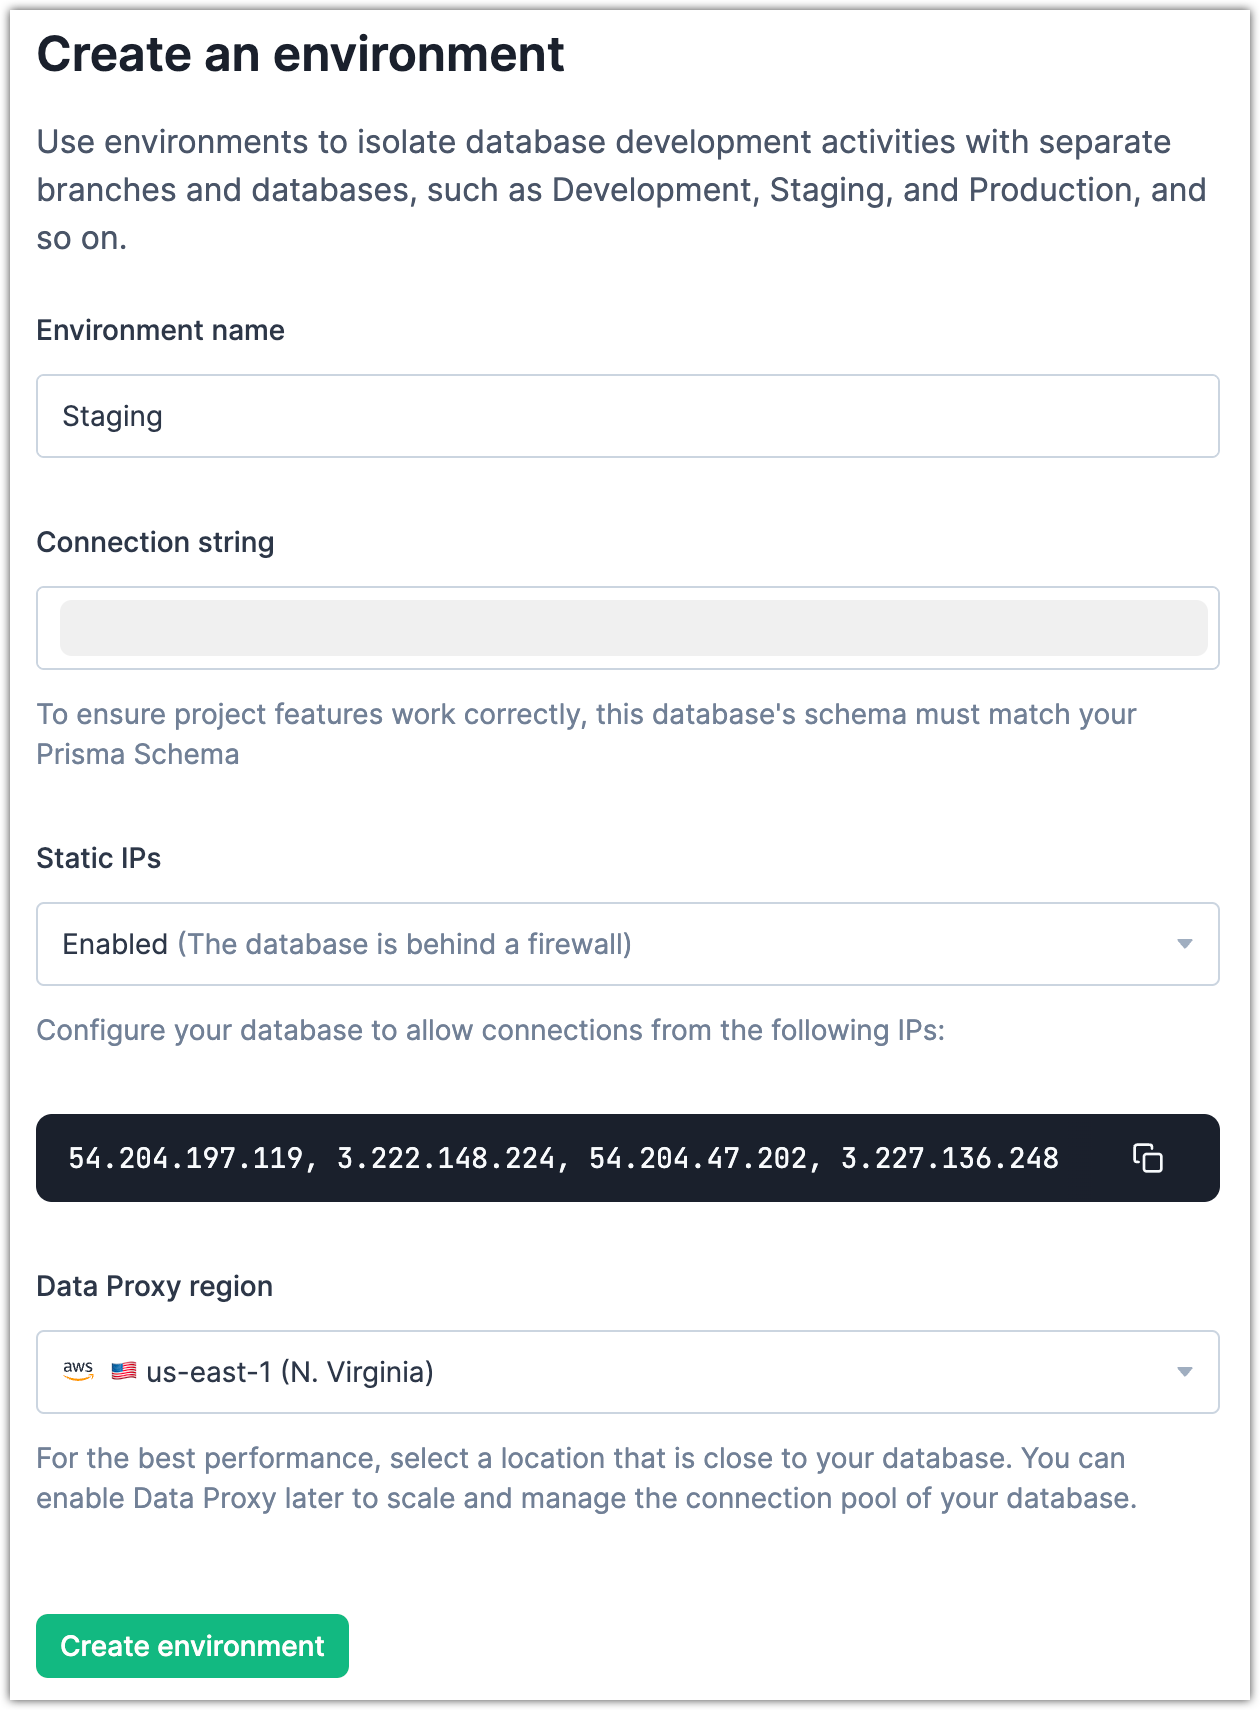 Create an environment
Use environments to isolate database development activities with separate
branches and databases, such as Development, Staging, and Production, and
so on.
Environment name
Staging
Connection string
To ensure project features work correctly, this database's schema must match your
Prisma Schema
Static IPs
Enabled (The database is behind a firewall)
Configure your database to allow connections from the following IPs:
54.204.197.119, 3.222.148.224, 54.204.47.202, 3.227.136.248
Data Proxy region
aws us-east-1 (N. Virginia)
For the best performance, select a location that is close to your database. You can
enable Data Proxy later to scale and manage the connection pool of your database.
Create environment